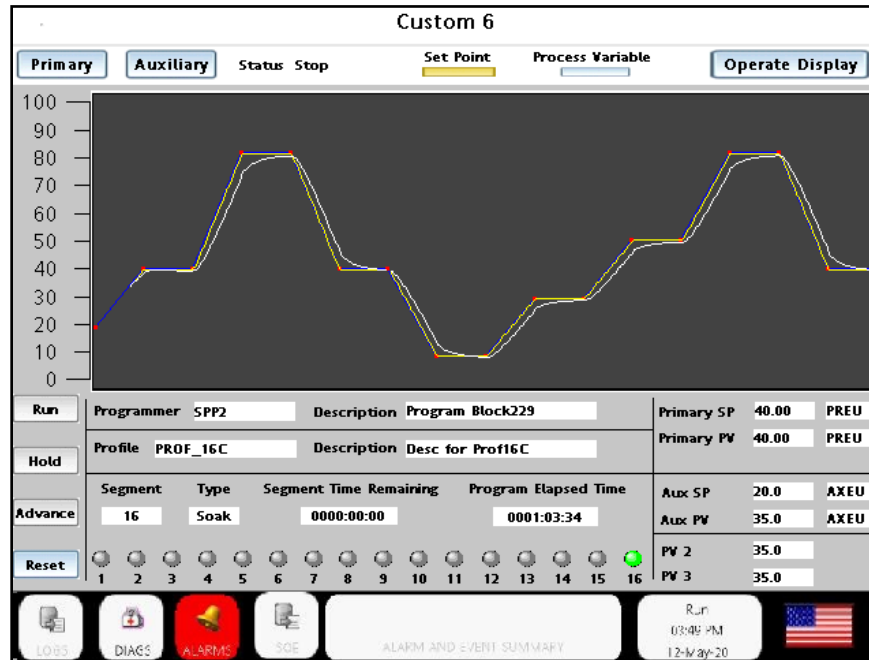 Custom 6
Primary Auxiliary Status Stop Set Point Process Variable Operate Display
100
90
80
70
60
50
40
30
20
10
0
Run Programmer SPP2 Description Program Block229 Primary SP 40.00 PREU
Profile PROF_16C Description Desc for Prof16C Primary PV 40.00 PREU
Hold
Segment Type Segment Time Remaining Program Elapsed Time Aux SP 20.0 AXEU
Advance 16 Soak 0000:00:00 0001:03:34 Aux PV 35.0 AXEU
Reset PV 2 35.0
1 2 3 4 5 6 7 8 9 10 11 12 13 14 15 16 PV 3 35.0
LOGS DIAGS ALARMS SOE ALARM AND EVENT SUMMARY
Run
03:49 PM
12-May-20